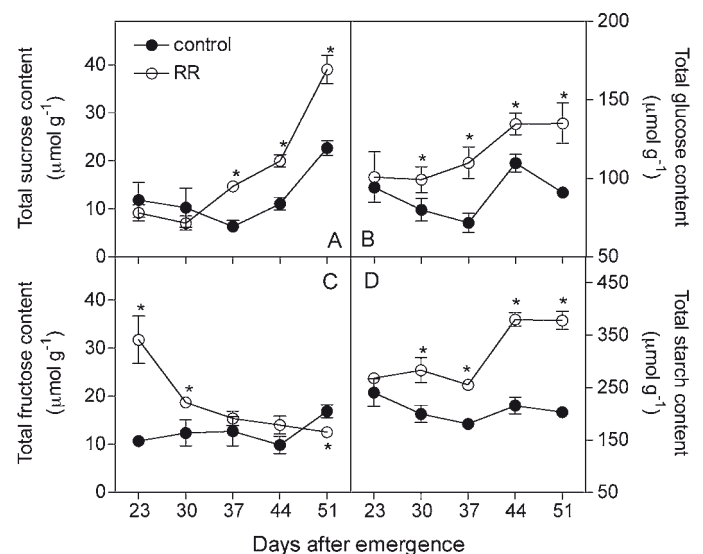 control
RR
Total sucrose content
(µmol g⁻¹)
40
30
20
10
0
*
*
*
A
200
150
100
50
Total glucose content
(µmol g⁻¹)
*
*
*
*
B
Total fructose content
(µmol g⁻¹)
40
30
20
10
0
*
*
*
C
450
350
250
150
50
Total starch content
(µmol g⁻¹)
*
*
*
*
D
23 30 37 44 51 23 30 37 44 51
Days after emergence